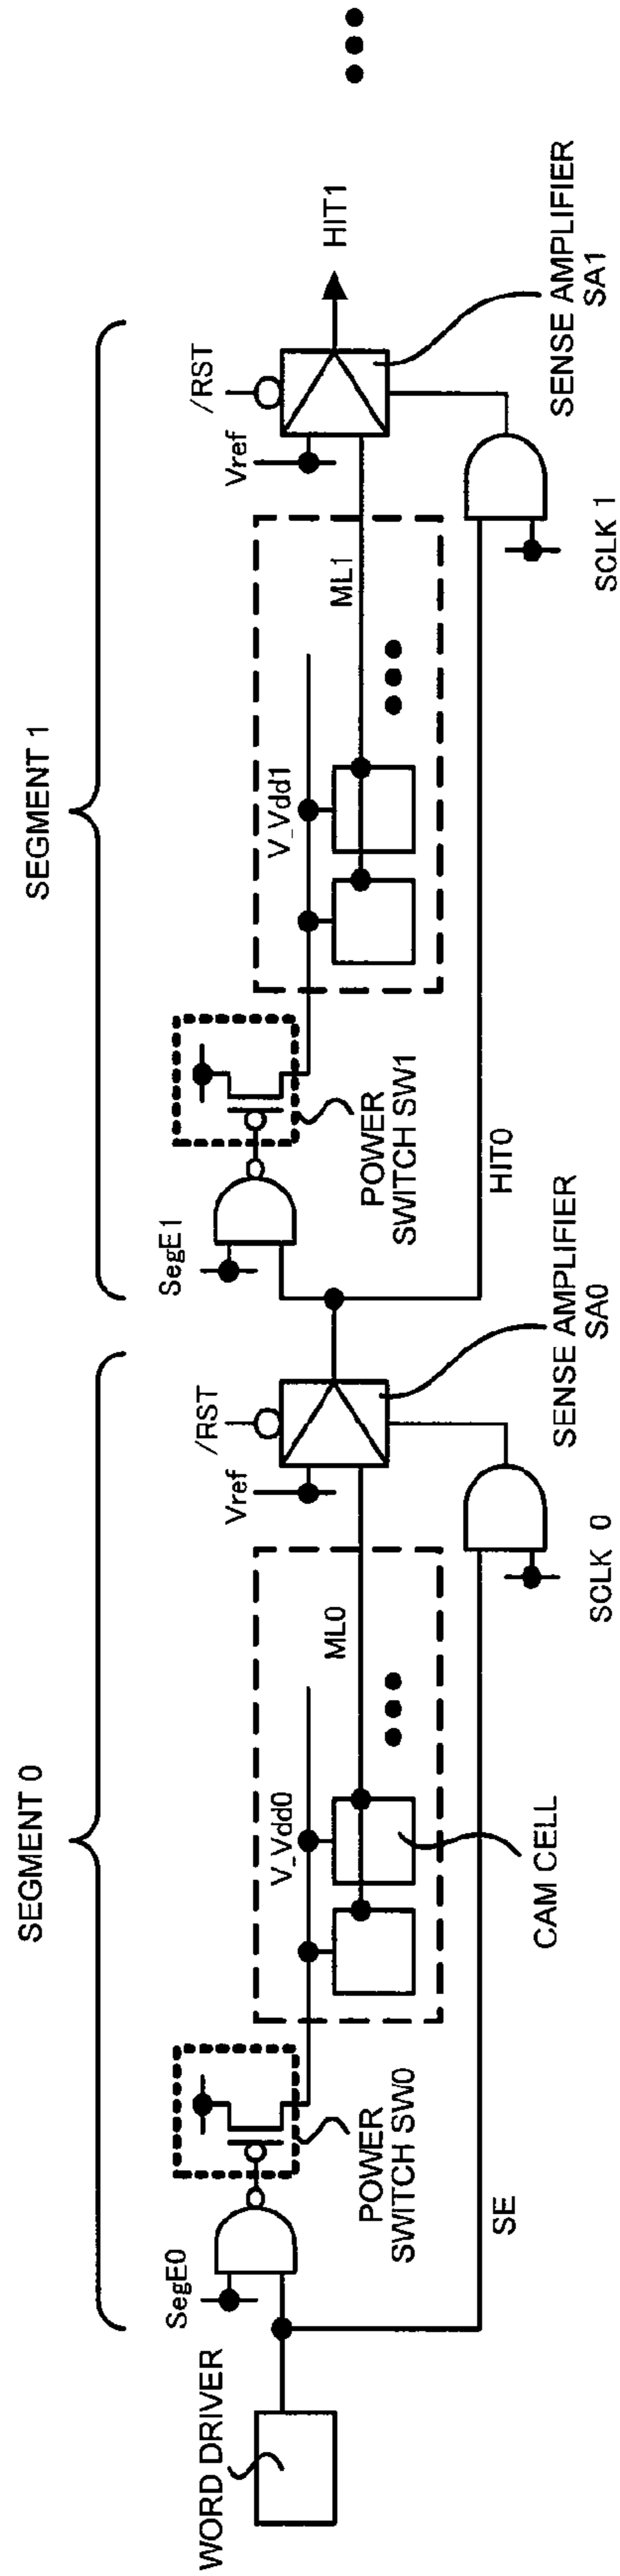 SEGMENT 0
SEGMENT 1
WORD DRIVER
SegE0
POWER
SWITCH SW0
V_Vdd0
ML0
CAM CELL
SE
Vref
/RST
SCLK 0
SENSE AMPLIFIER
SA0
HIT0
SegE1
POWER
SWITCH SW1
V_Vdd1
ML1
Vref
/RST
SCLK 1
SENSE AMPLIFIER
SA1
HIT1